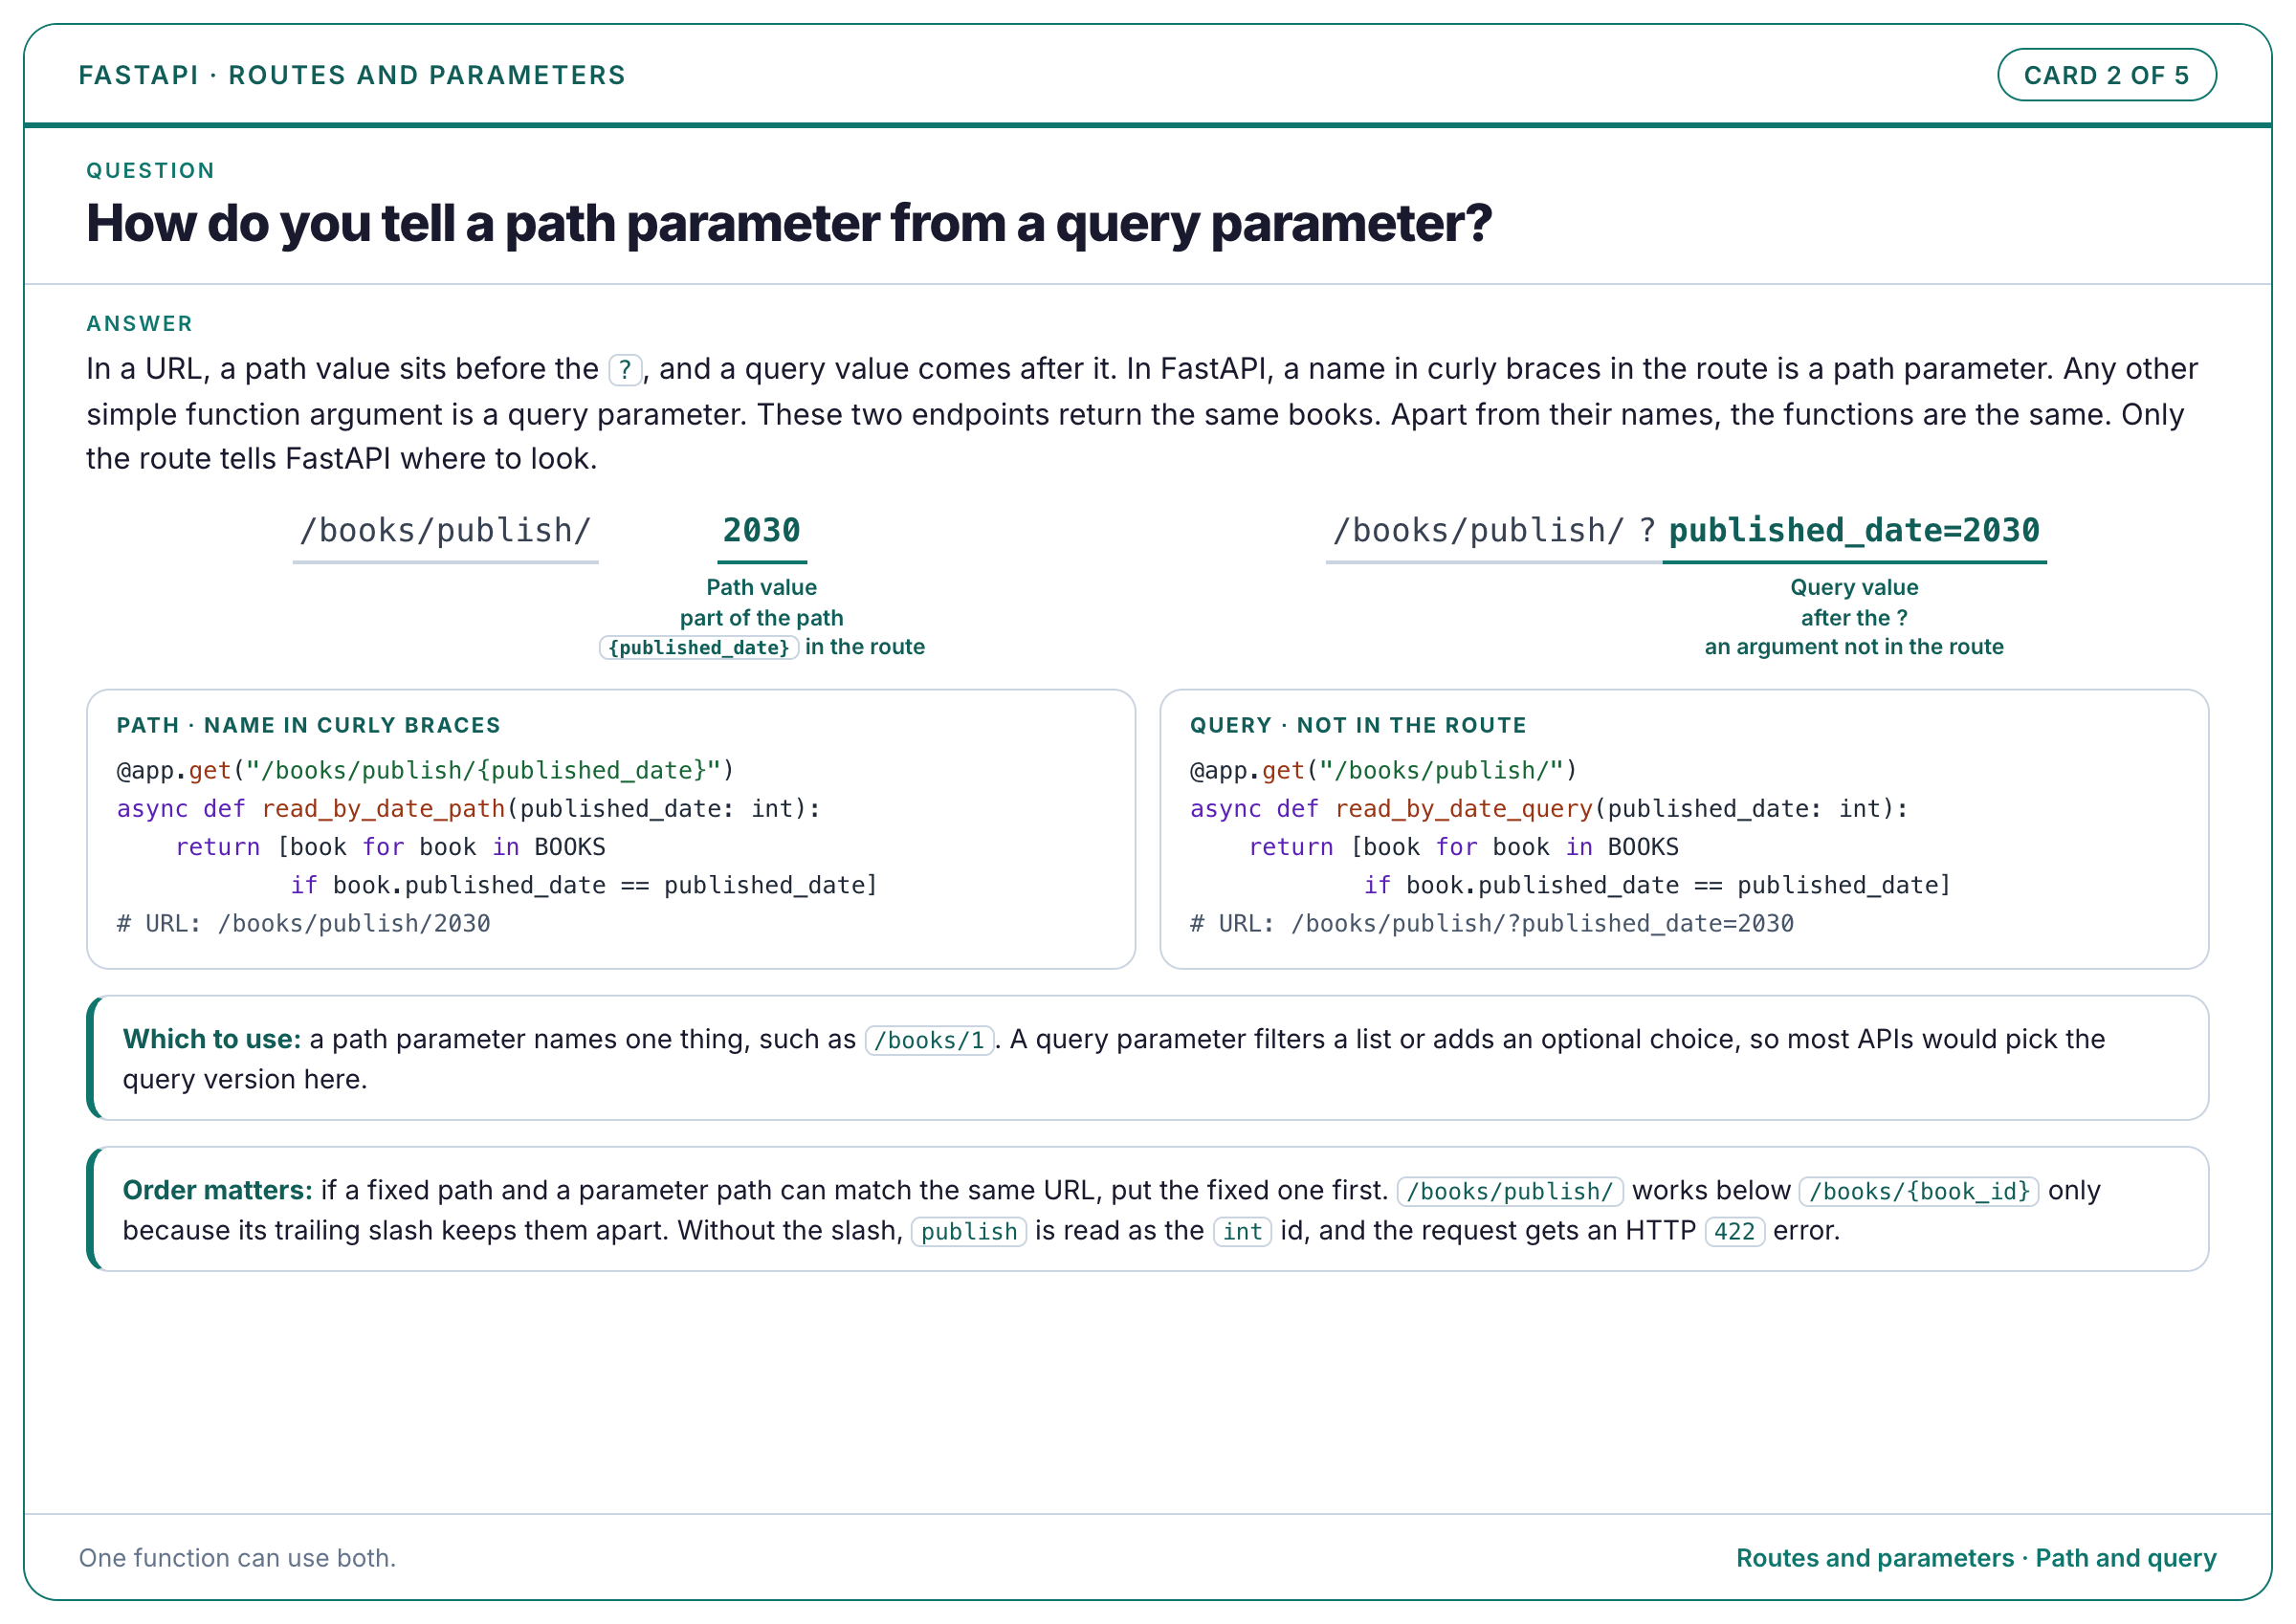 FASTAPI · ROUTES AND PARAMETERS
CARD 2 OF 5
QUESTION
How do you tell a path parameter from a query parameter?
ANSWER
In a URL, a path value sits before the ?, and a query value comes after it. In FastAPI, a name in curly braces in the route is a path parameter. Any other
simple function argument is a query parameter. These two endpoints return the same books. Apart from their names, the functions are the same. Only
the route tells FastAPI where to look.
/books/publish/ 2030
Path value
part of the path
{published_date} in the route
/books/publish/ ? published_date=2030
Query value
after the ?
an argument not in the route
PATH · NAME IN CURLY BRACES
@app.get("/books/publish/{published_date}")
async def read_by_date_path(published_date: int):
    return [book for book in BOOKS
            if book.published_date == published_date]
# URL: /books/publish/2030
QUERY · NOT IN THE ROUTE
@app.get("/books/publish/")
async def read_by_date_query(published_date: int):
    return [book for book in BOOKS
            if book.published_date == published_date]
# URL: /books/publish/?published_date=2030
Which to use: a path parameter names one thing, such as /books/1. A query parameter filters a list or adds an optional choice, so most APIs would pick the
query version here.
Order matters: if a fixed path and a parameter path can match the same URL, put the fixed one first. /books/publish/ works below /books/{book_id} only
because its trailing slash keeps them apart. Without the slash, publish is read as the int id, and the request gets an HTTP 422 error.
One function can use both.
Routes and parameters · Path and query